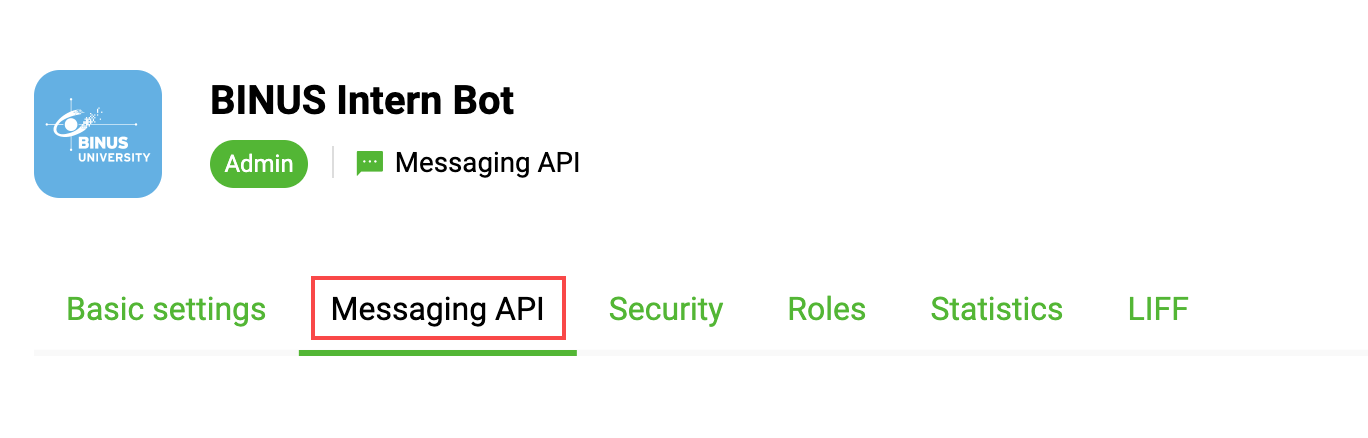 BINUS
UNIVERSITY
BINUS Intern Bot
Admin
Messaging API
Basic settings Messaging API Security Roles Statistics LIFF